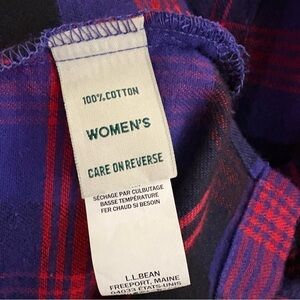 100% COTTON
WOMEN'S
CARE ON REVERSE
SÉCHAGE PAR CULBUTAGE
BASSE TEMPÉRATURE
FER CHAUD SI BESOIN
L.L.BEAN
FREEPORT, MAINE
04033 ÉTATS-UNIS